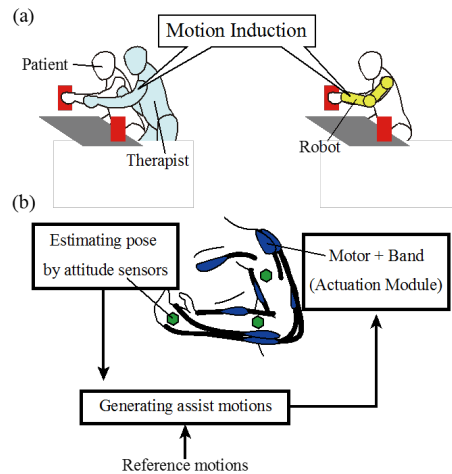 (a)
Motion Induction
Patient
Therapist
Robot
(b)
Estimating pose
by attitude sensors
Motor + Band
(Actuation Module)
Generating assist motions
Reference motions